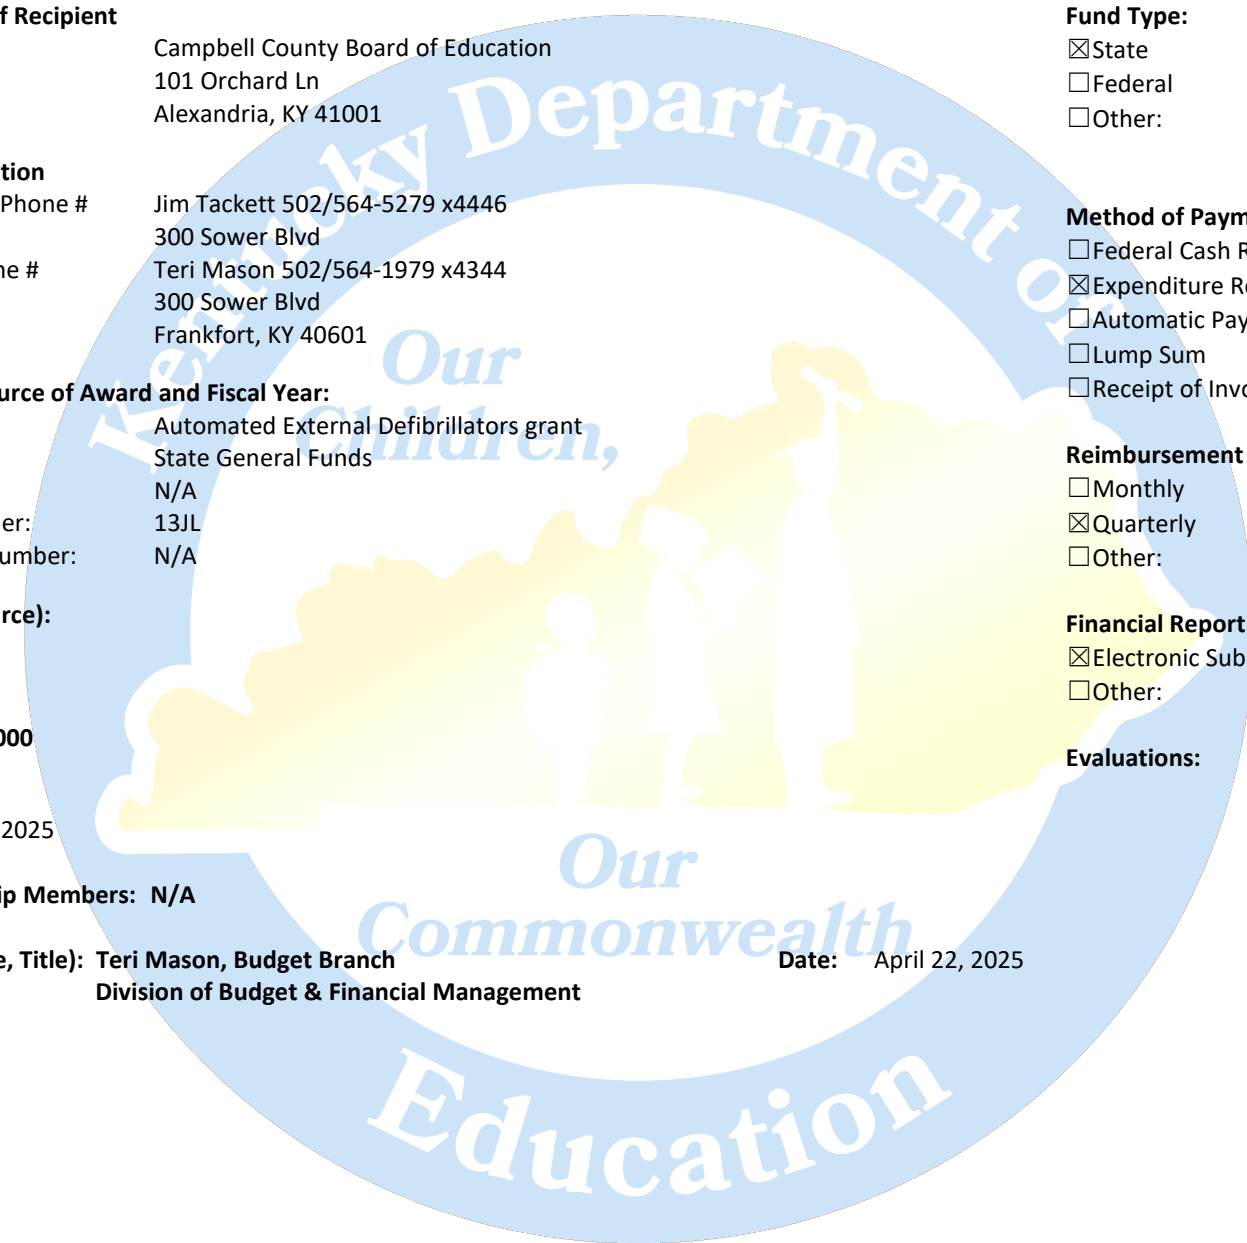 f Recipient
Campbell County Board of Education
101 Orchard Ln
Alexandria, KY 41001
tion
Phone # Jim Tackett 502/564-5279 x4446
300 Sower Blvd
ne # Teri Mason 502/564-1979 x4344
300 Sower Blvd
Frankfort, KY 40601
urce of Award and Fiscal Year:
Automated External Defibrillators grant
State General Funds
N/A
er: 13JL
umber: N/A
rce):
000
2025
ip Members: N/A
e, Title): Teri Mason, Budget Branch Date: April 22, 2025
Division of Budget & Financial Management
Fund Type:
☒State
☐Federal
☐Other:
Method of Paym
☐Federal Cash R
☒Expenditure Re
☐Automatic Pay
☐Lump Sum
☐Receipt of Invo
Reimbursement
☐Monthly
☒Quarterly
☐Other:
Financial Report
☒Electronic Sub
☐Other:
Evaluations:
Kentucky Department of
Education
Our
Children,
Our
Commonwealth